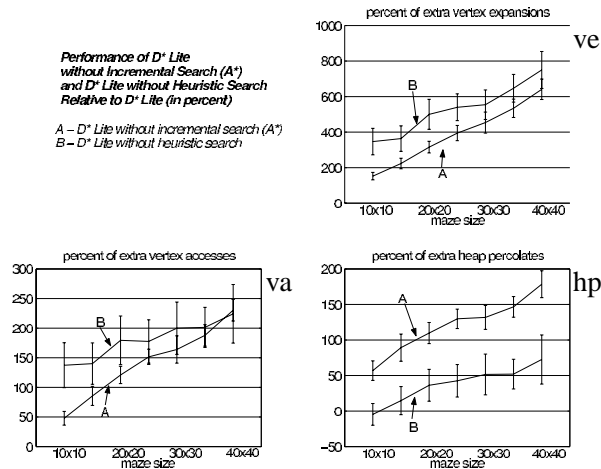 Performance of D* Lite
without Incremental Search (A*)
and D* Lite without Heuristic Search
Relative to D* Lite (in percent)
A – D* Lite without incremental search (A*)
B – D* Lite without heuristic search
percent of extra vertex expansions
ve
1000
800
600
400
200
0
B
A
10x10 20x20 30x30 40x40
maze size
percent of extra vertex accesses
va
300
250
200
150
100
50
0
B
A
10x10 20x20 30x30 40x40
maze size
percent of extra heap percolates
hp
200
150
100
50
0
−50
A
B
10x10 20x20 30x30 40x40
maze size